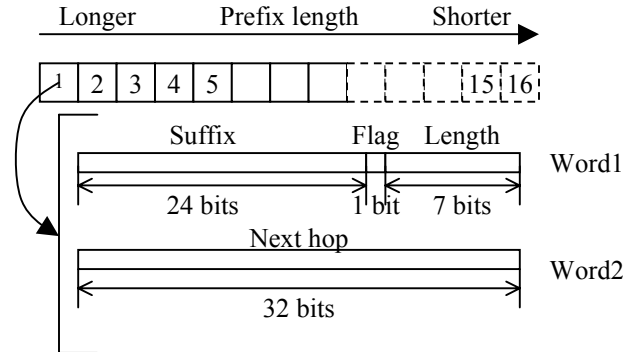 Longer Prefix length Shorter
1 2 3 4 5 15 16
Suffix Flag Length
Word1
24 bits 1 bit 7 bits
Next hop
Word2
32 bits